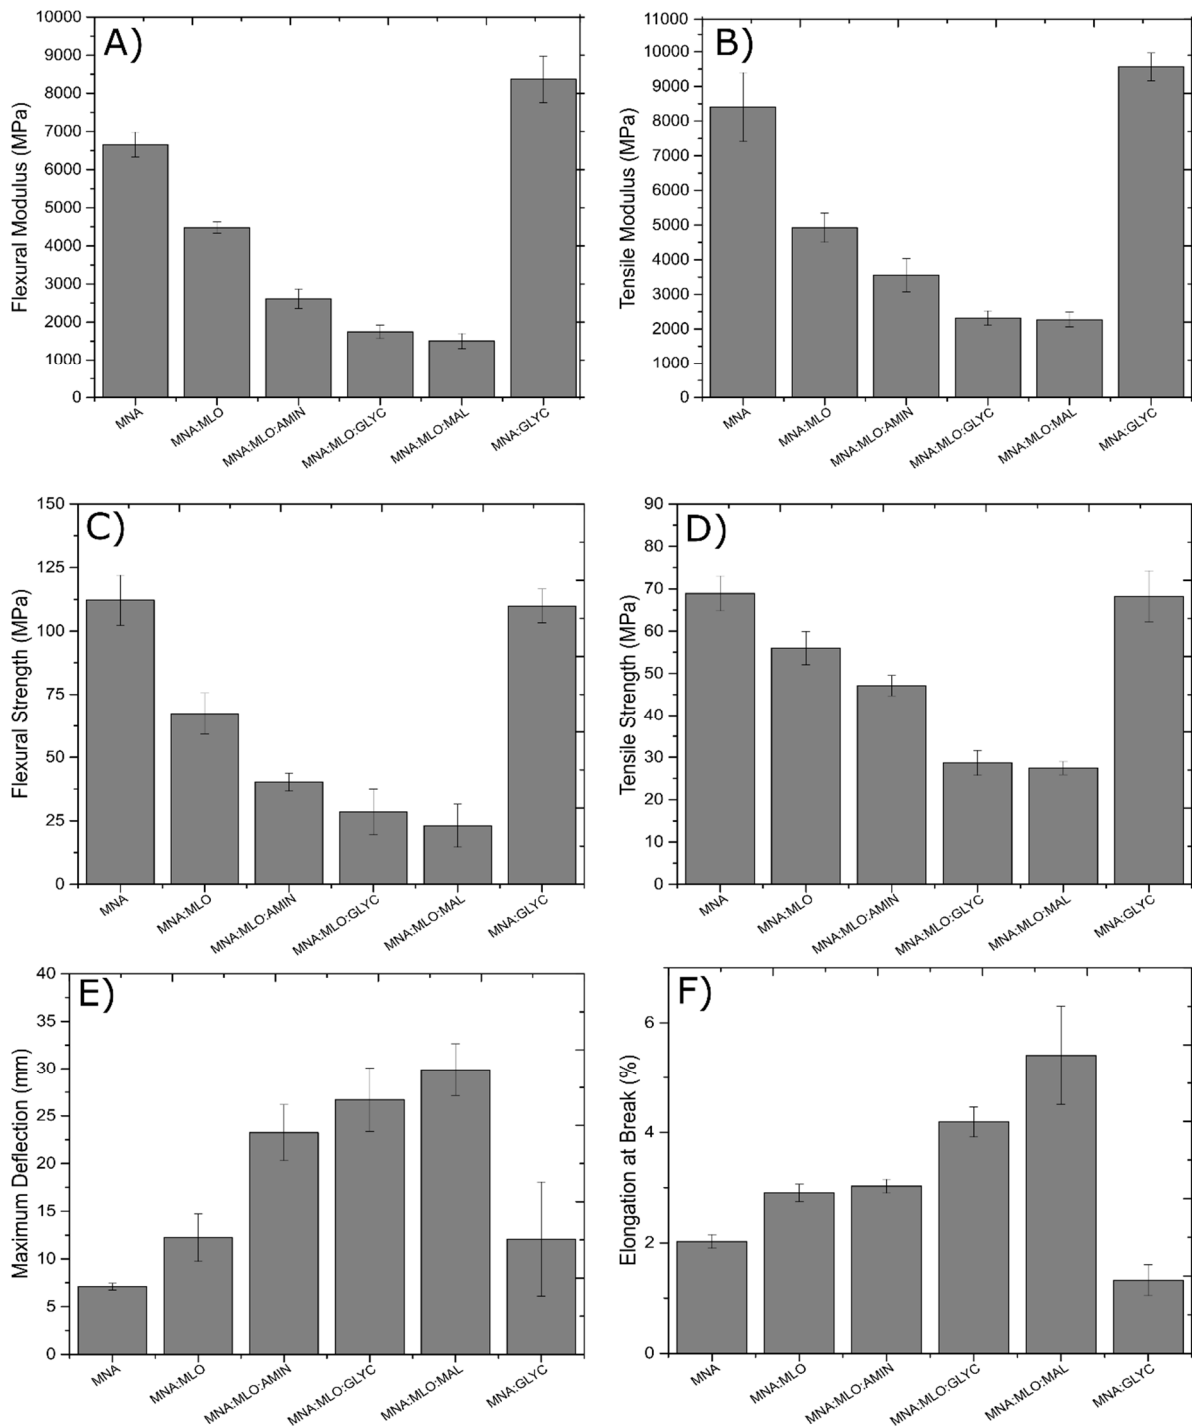 A)
Flexural Modulus (MPa)
10000
9000
8000
7000
6000
5000
4000
3000
2000
1000
0
MNA
MNA:MLO
MNA:MLO:AMIN
MNA:MLO:GLYC
MNA:MLO:MAL
MNA:GLYC
B)
Tensile Modulus (MPa)
11000
10000
9000
8000
7000
6000
5000
4000
3000
2000
1000
0
MNA
MNA:MLO
MNA:MLO:AMIN
MNA:MLO:GLYC
MNA:MLO:MAL
MNA:GLYC
C)
Flexural Strength (MPa)
150
125
100
75
50
25
0
MNA
MNA:MLO
MNA:MLO:AMIN
MNA:MLO:GLYC
MNA:MLO:MAL
MNA:GLYC
D)
Tensile Strength (MPa)
90
80
70
60
50
40
30
20
10
0
MNA
MNA:MLO
MNA:MLO:AMIN
MNA:MLO:GLYC
MNA:MLO:MAL
MNA:GLYC
E)
Maximum Deflection (mm)
40
35
30
25
20
15
10
5
0
MNA
MNA:MLO
MNA:MLO:AMIN
MNA:MLO:GLYC
MNA:MLO:MAL
MNA:GLYC
F)
Elongation at Break (%)
6
4
2
0
MNA
MNA:MLO
MNA:MLO:AMIN
MNA:MLO:GLYC
MNA:MLO:MAL
MNA:GLYC